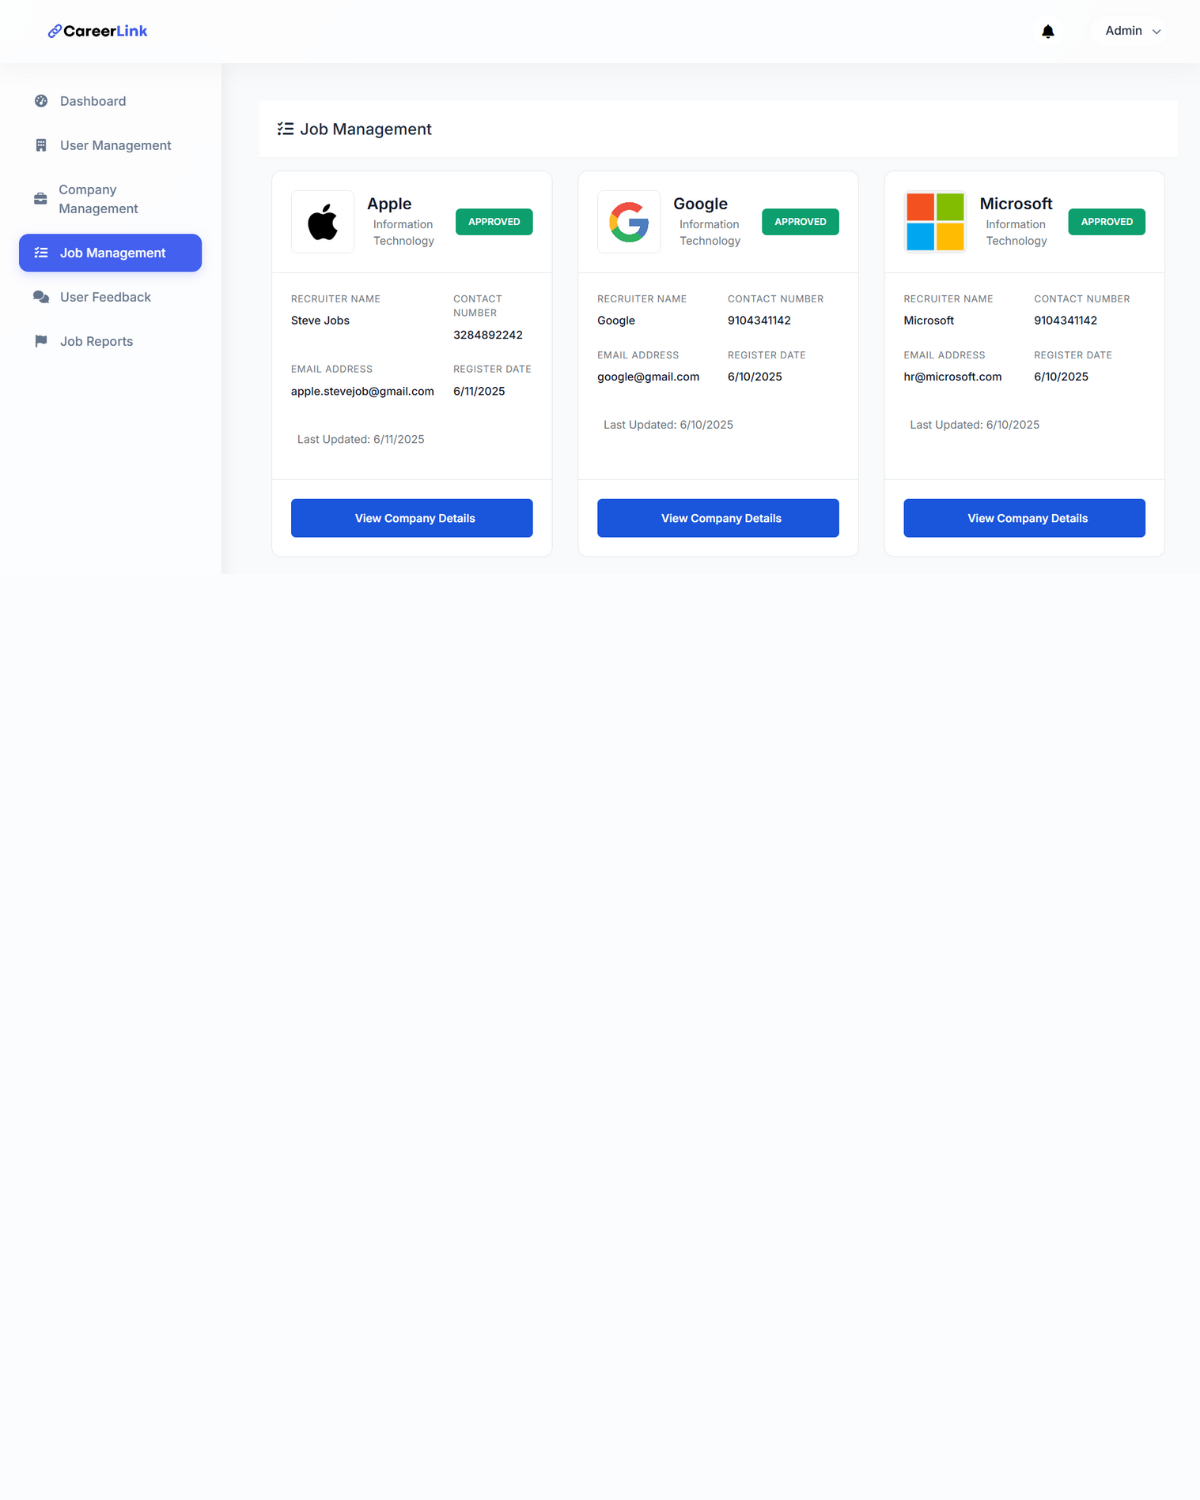 CareerLink
Admin
Dashboard
User Management
Company
Management
Job Management
User Feedback
Job Reports
Job Management
Apple
Information
Technology
APPROVED
RECRUITER NAME
Steve Jobs
CONTACT
NUMBER
3284892242
EMAIL ADDRESS
apple.stevejob@gmail.com
REGISTER DATE
6/11/2025
Last Updated: 6/11/2025
View Company Details
Google
Information
Technology
APPROVED
RECRUITER NAME
Google
CONTACT NUMBER
9104341142
EMAIL ADDRESS
google@gmail.com
REGISTER DATE
6/10/2025
Last Updated: 6/10/2025
View Company Details
Microsoft
Information
Technology
APPROVED
RECRUITER NAME
Microsoft
CONTACT NUMBER
9104341142
EMAIL ADDRESS
hr@microsoft.com
REGISTER DATE
6/10/2025
Last Updated: 6/10/2025
View Company Details